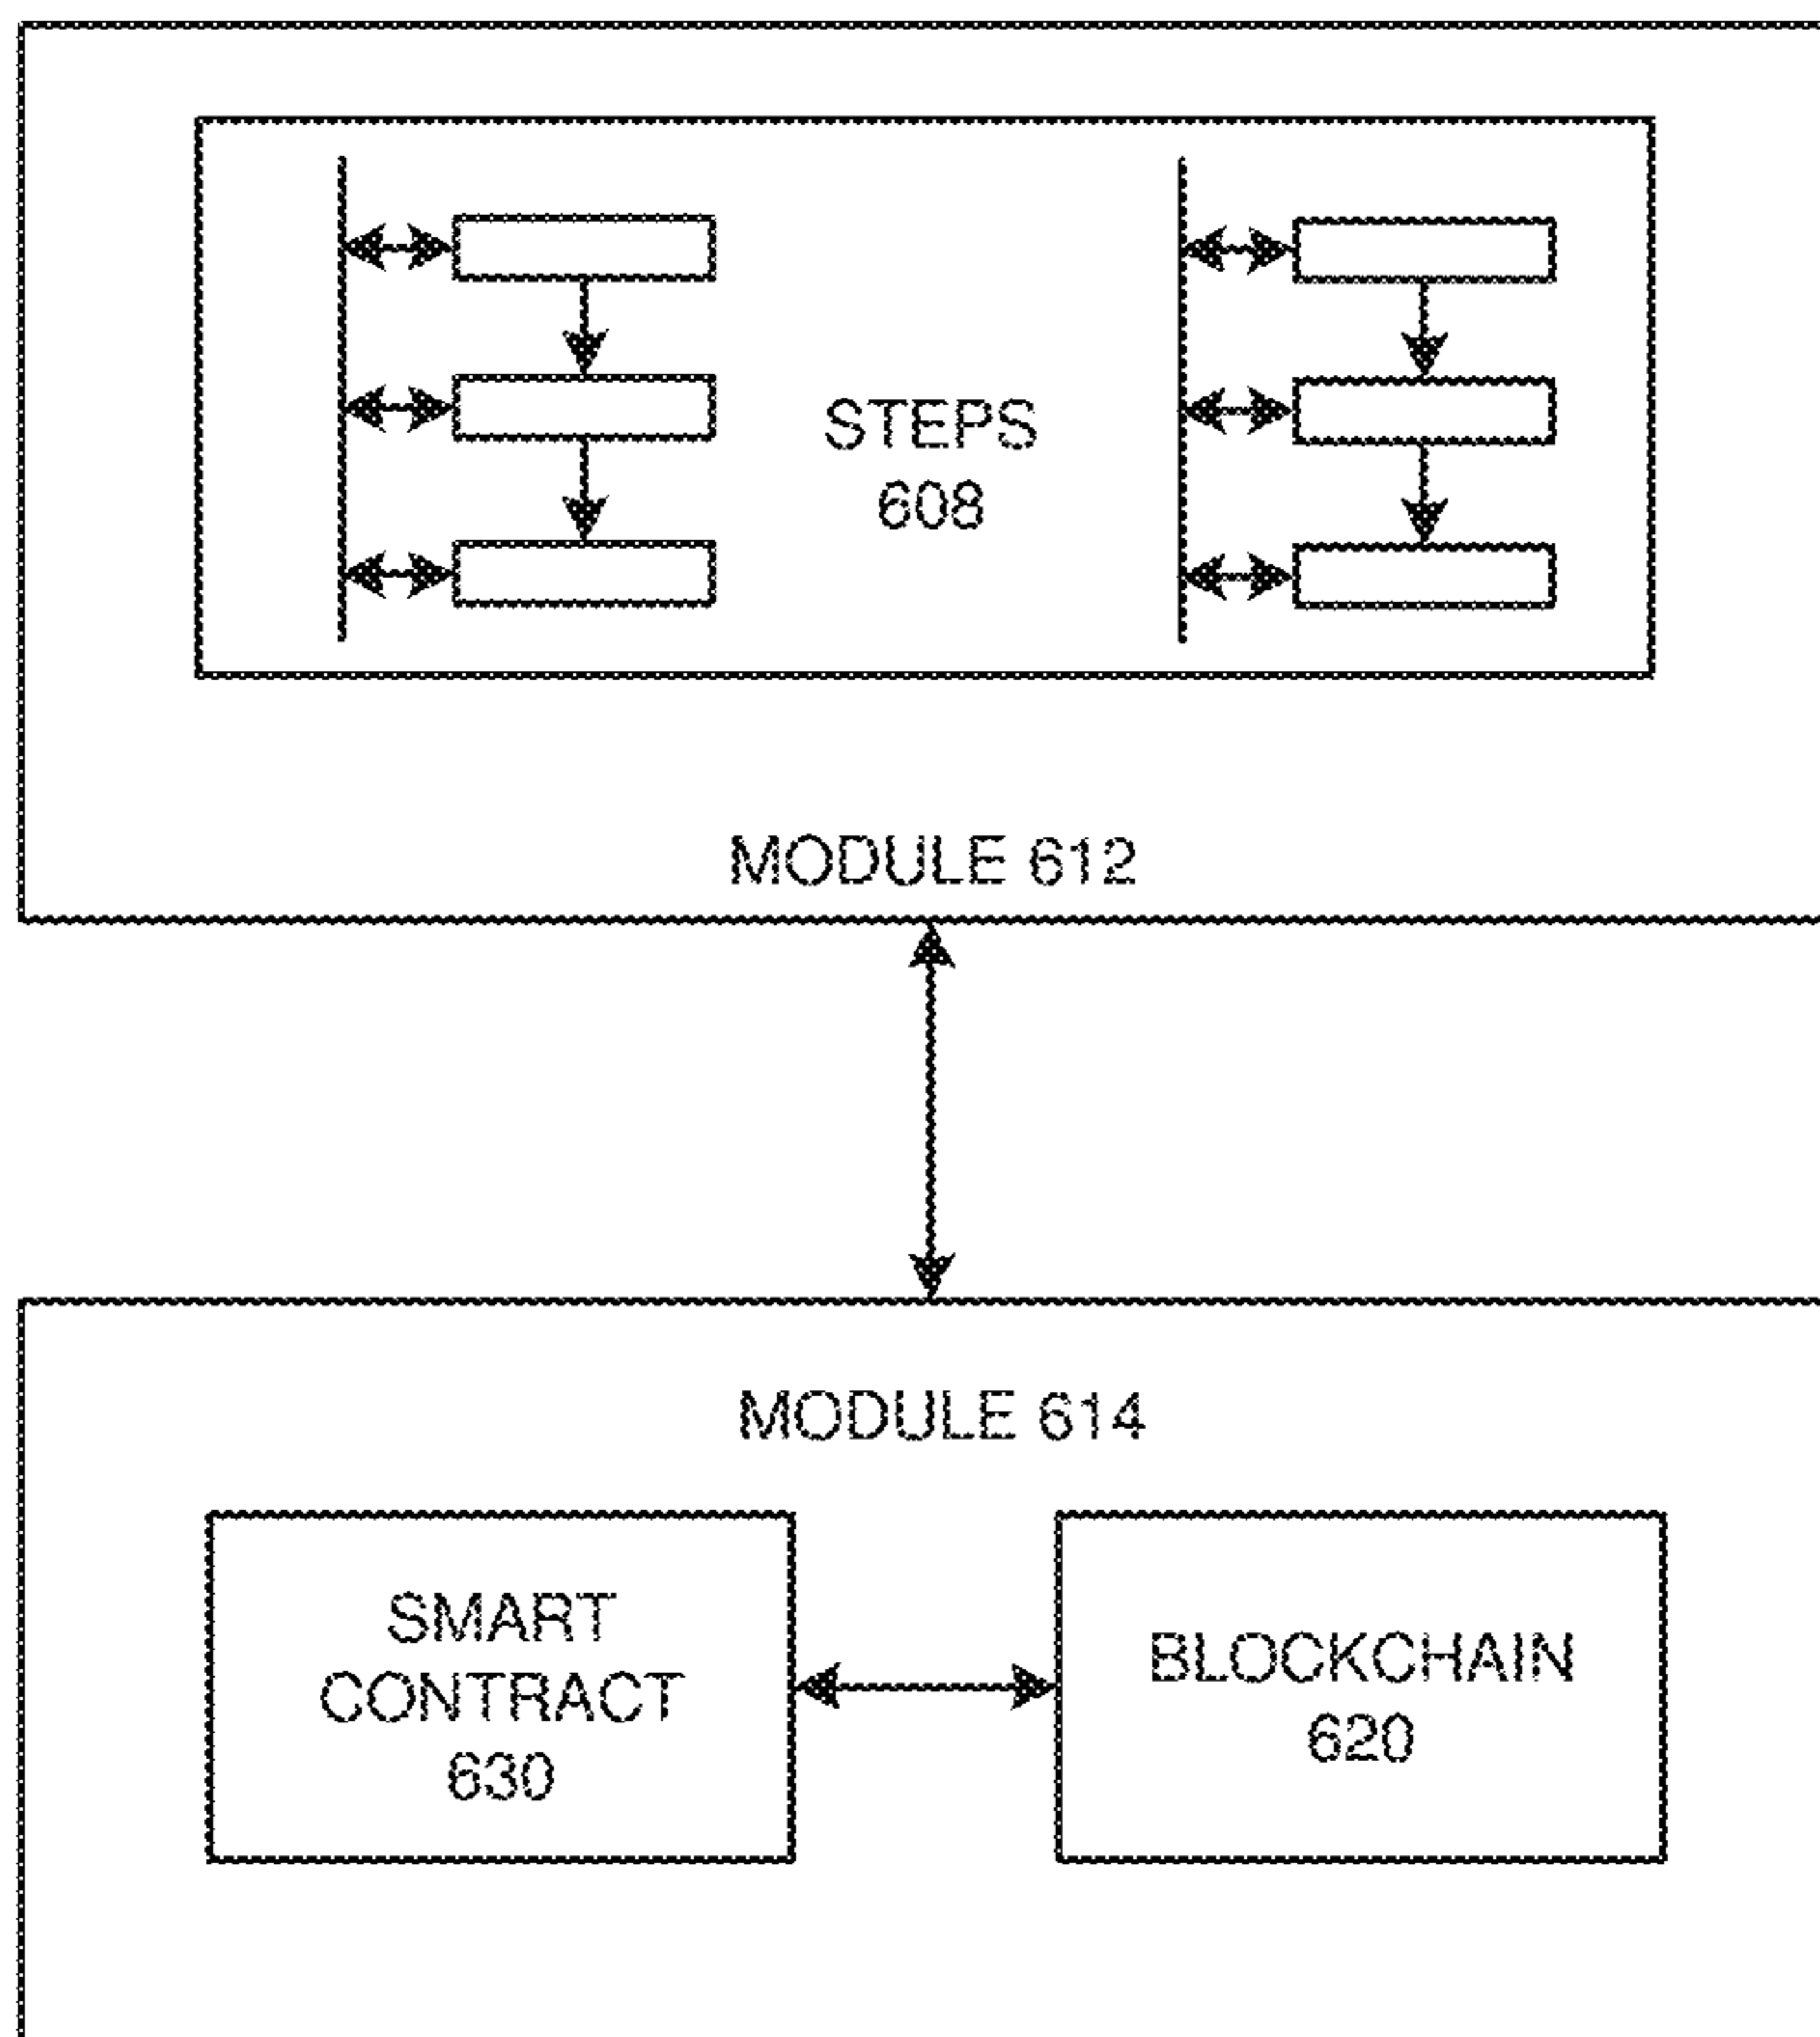 STEPS
608
MODULE 612
MODULE 614
SMART
CONTRACT
630
BLOCKCHAIN
620